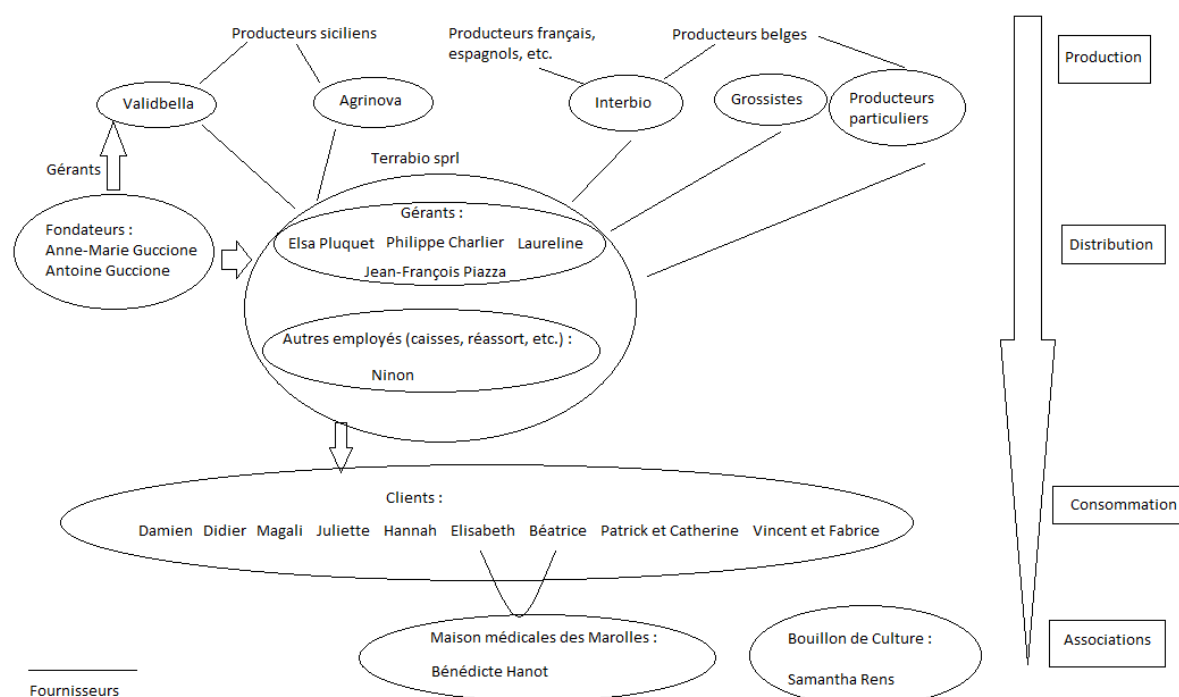 Producteurs siciliens
Producteurs français,
espagnols, etc.
Producteurs belges
Production
Validbella
Agrinova
Interbio
Grossistes
Producteurs
particuliers
Gérants
Terrabio sprl
Fondateurs :
Anne-Marie Guccione
Antoine Guccione
Gérants :
Elsa Pluquet Philippe Charlier Laureline
Jean-François Piazza
Distribution
Autres employés (caisses, réassort, etc.) :
Ninon
Clients :
Damien Didier Magali Juliette Hannah Elisabeth Béatrice Patrick et Catherine Vincent et Fabrice
Consommation
Maison médicales des Marolles :
Bénédicte Hanot
Bouillon de Culture :
Samantha Rens
Associations
Fournisseurs